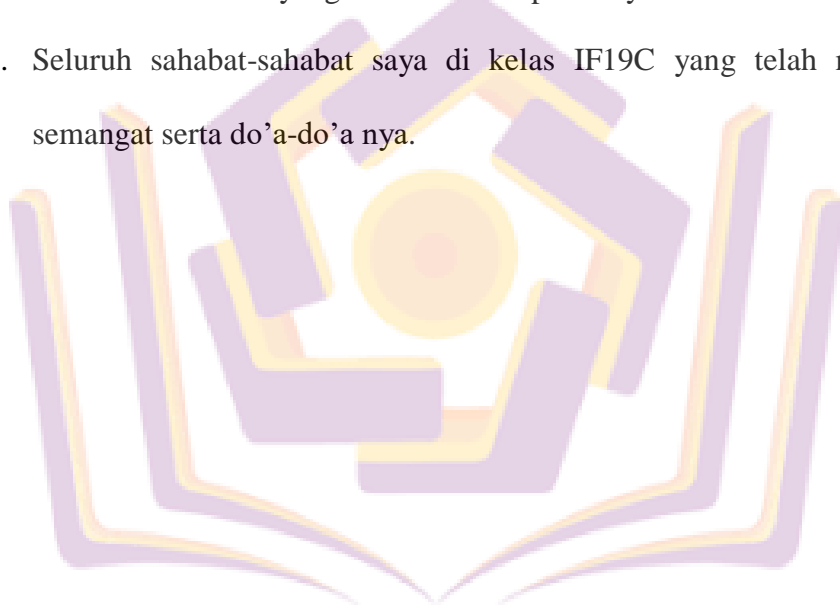 . Seluruh sahabat-sahabat saya di kelas IF19C yang telah
semangat serta do’a-do’a nya.